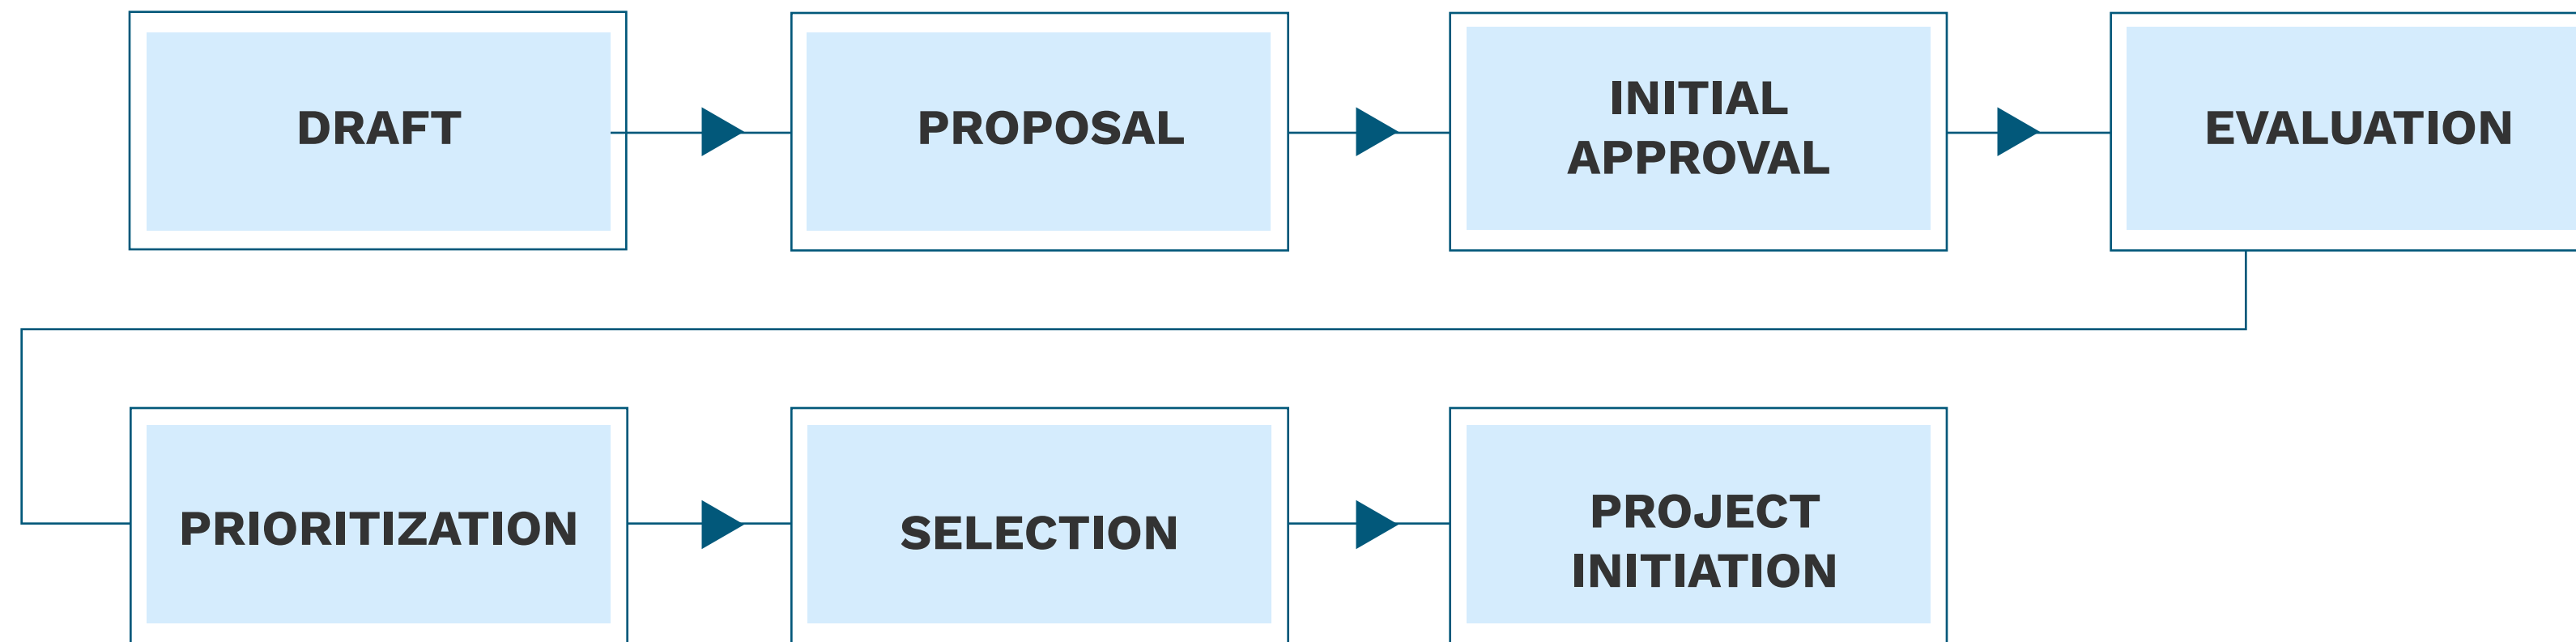 DRAFT
PROPOSAL
INITIAL
APPROVAL
EVALUATION
PRIORITIZATION
SELECTION
PROJECT
INITIATION